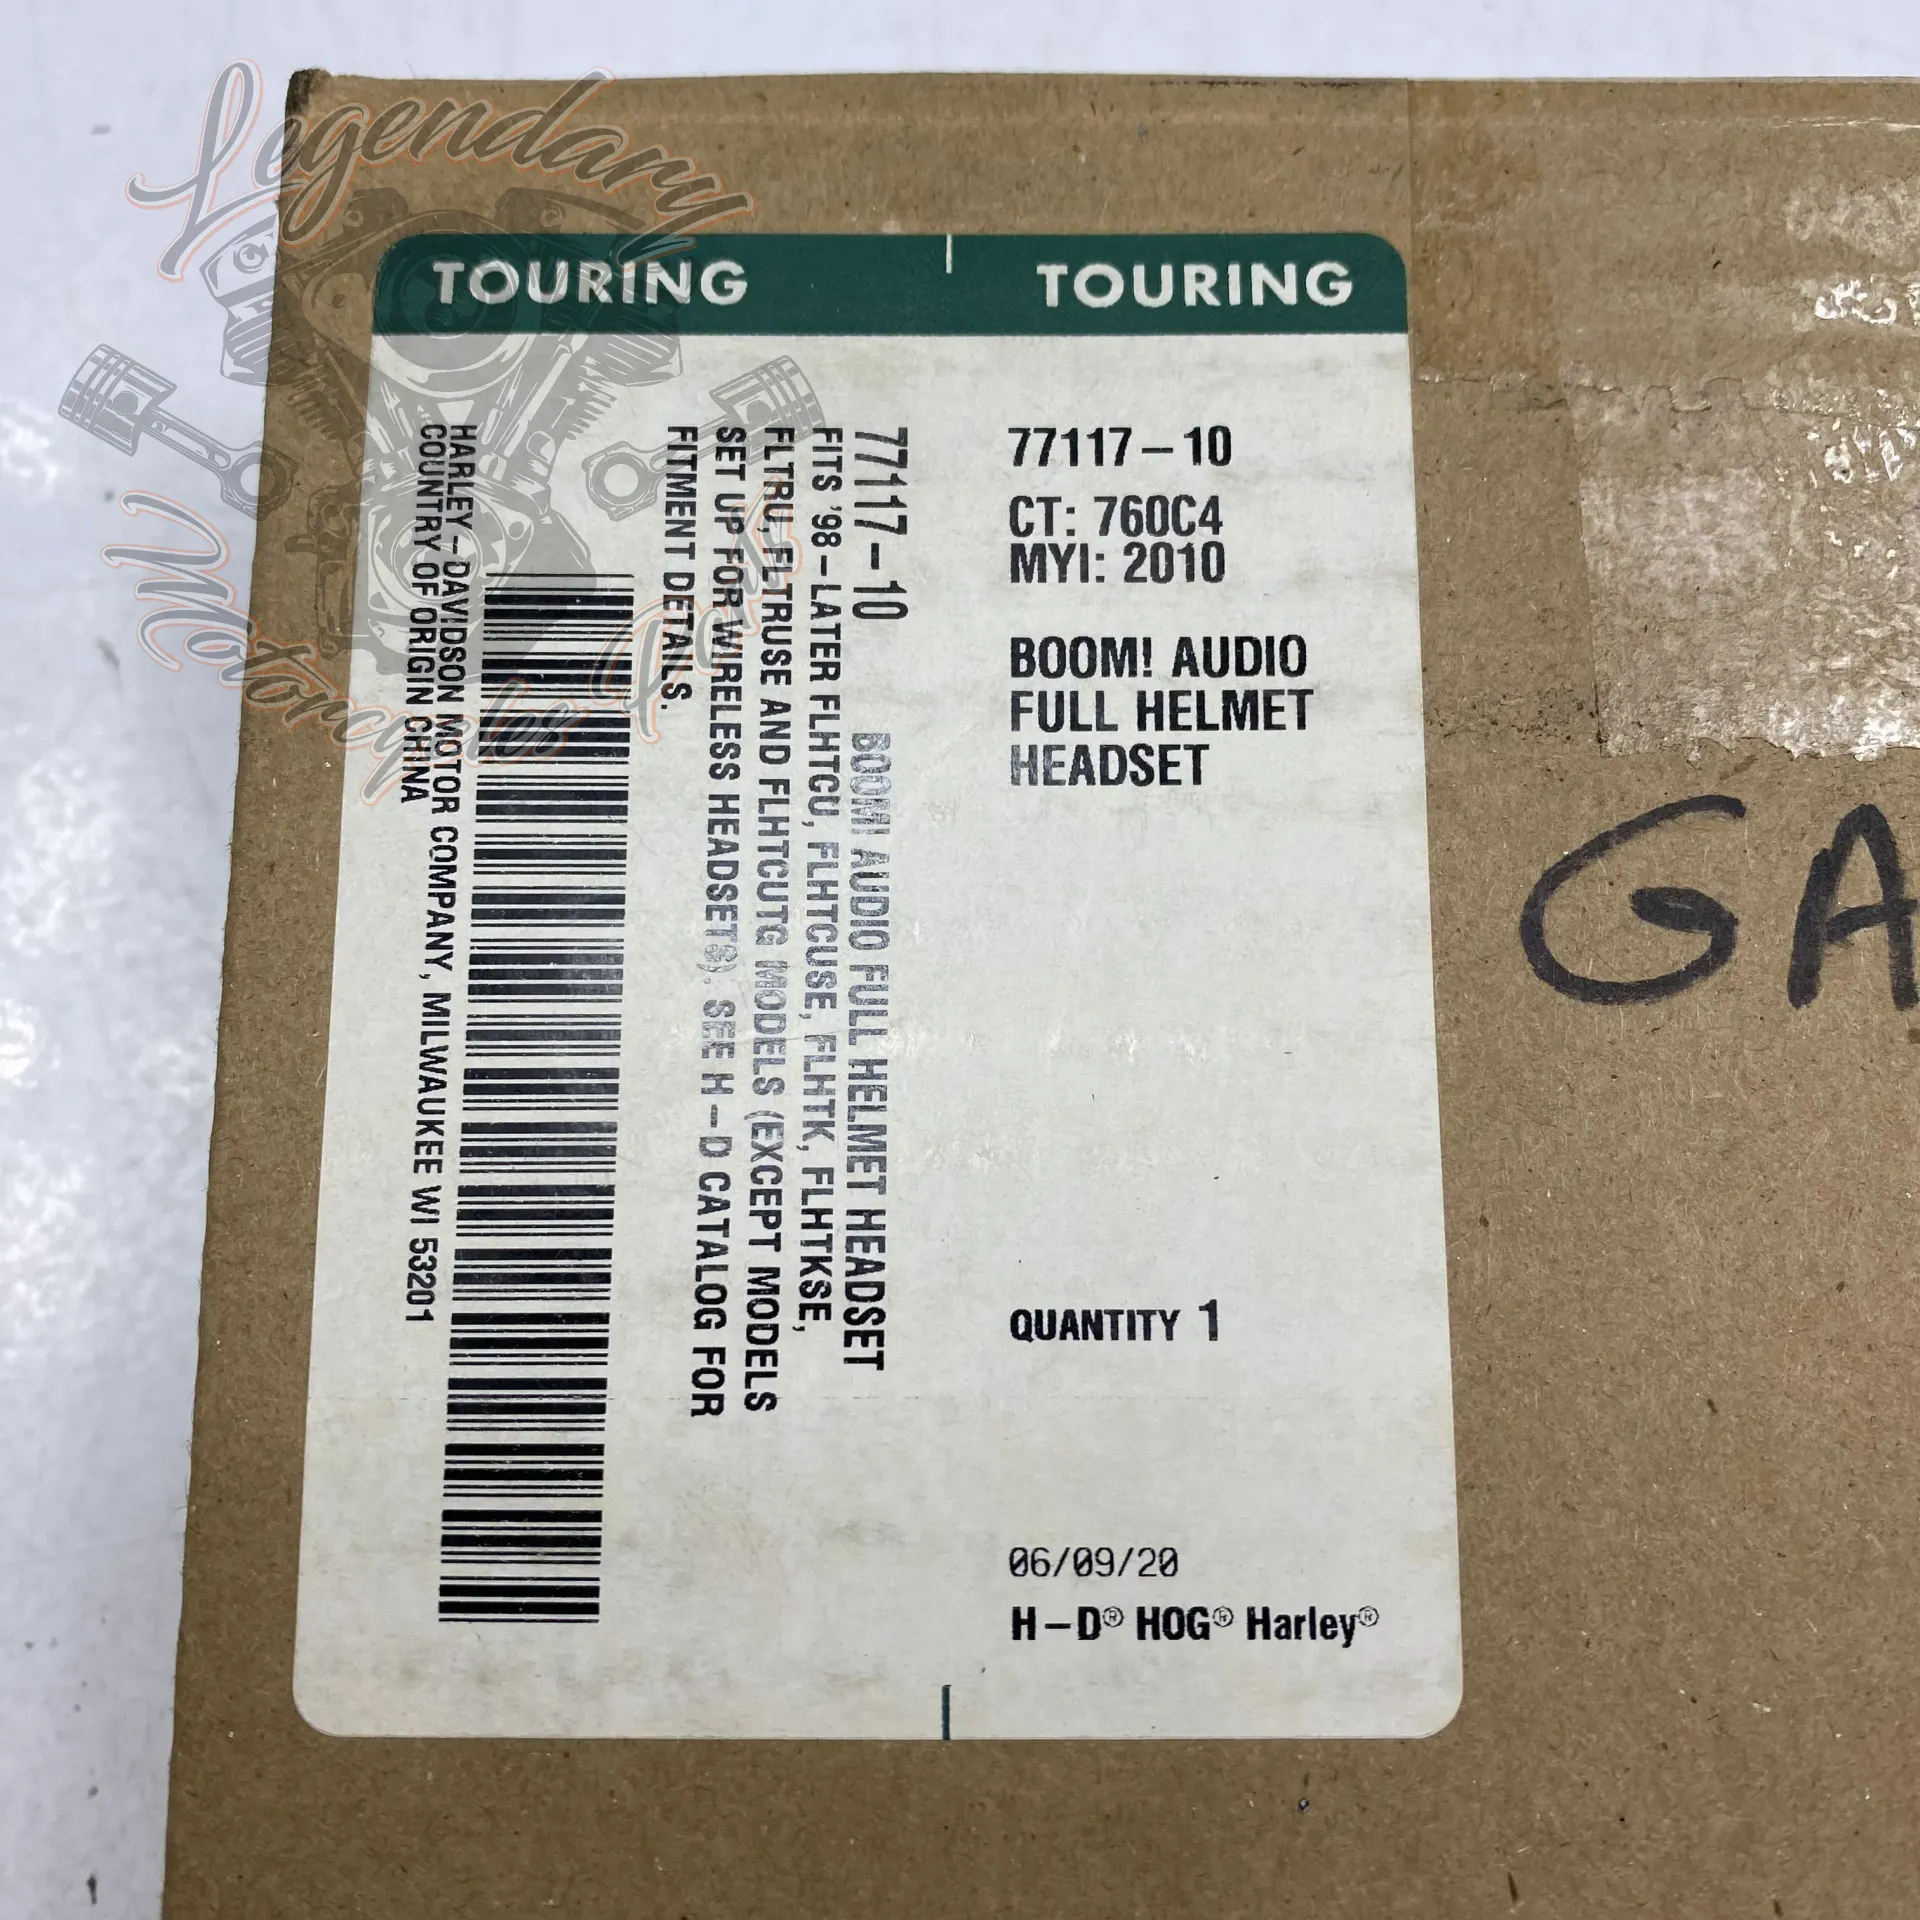 Legendary
Motorcycles Parts
TOURING
TOURING
77117-10
CT: 760C4
MYI: 2010
BOOM! AUDIO
FULL HELMET
HEADSET
QUANTITY 1
06/09/20
H-D® HOG® Harley®
77117-10 BOOM! AUDIO FULL HELMET HEADSET
FITS '98-LATER FLHTCU, FLHTCUSE, FLHTK, FLHTKSE,
FLTRU, FLTRUSE AND FLHTCUTG MODELS (EXCEPT MODELS
SET UP FOR WIRELESS HEADSETS). SEE H-D CATALOG FOR
FITMENT DETAILS.
HARLEY-DAVIDSON MOTOR COMPANY, MILWAUKEE WI 53201
COUNTRY OF ORIGIN CHINA
GA